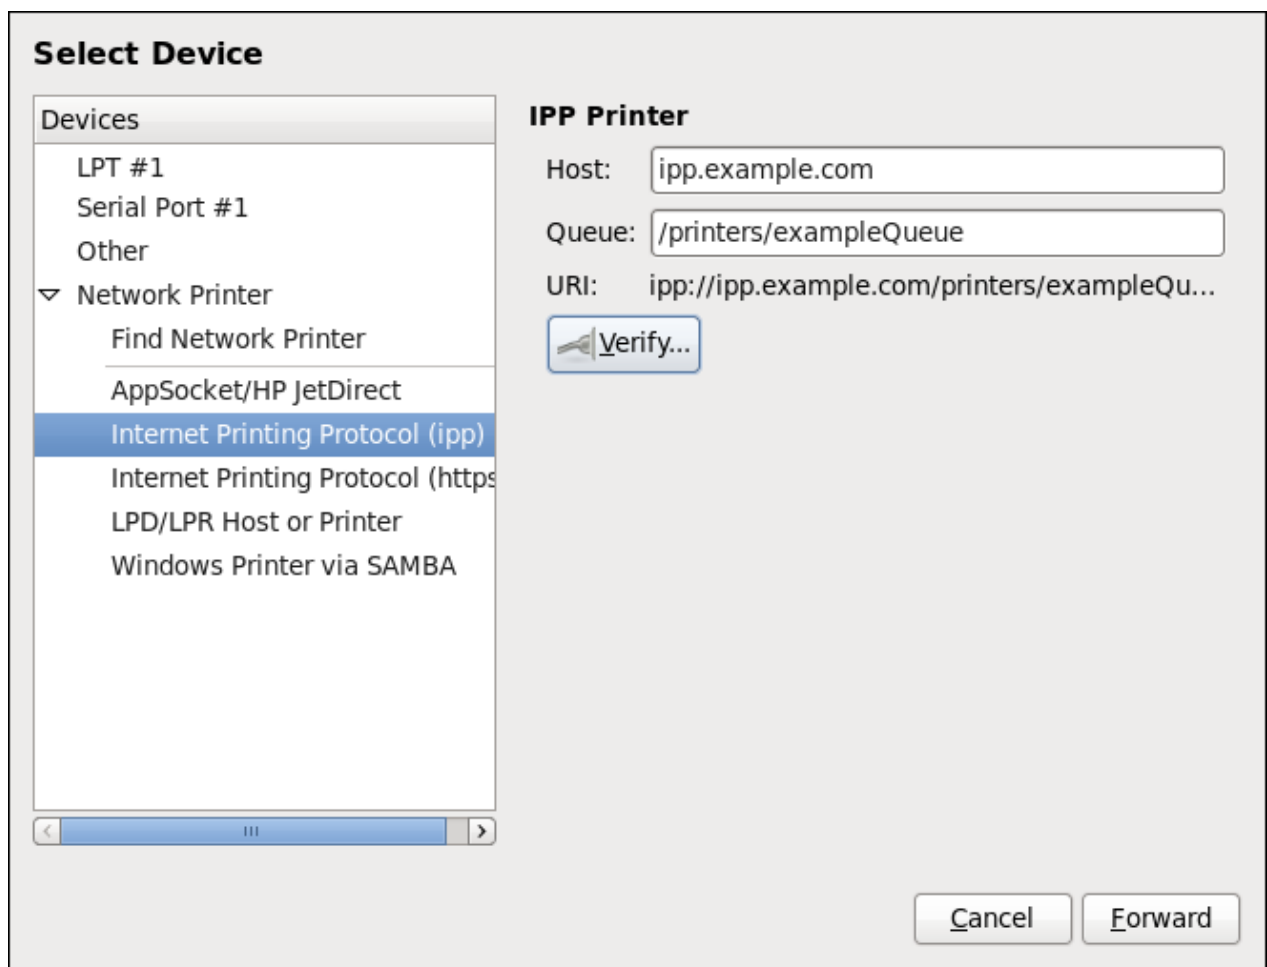 Select Device
Devices
LPT #1
Serial Port #1
Other
Network Printer
Find Network Printer
AppSocket/HP JetDirect
Internet Printing Protocol (ipp)
Internet Printing Protocol (https
LPD/LPR Host or Printer
Windows Printer via SAMBA
IPP Printer
Host: ipp.example.com
Queue: /printers/exampleQueue
URI: ipp://ipp.example.com/printers/exampleQu...
Verify...
Cancel Forward